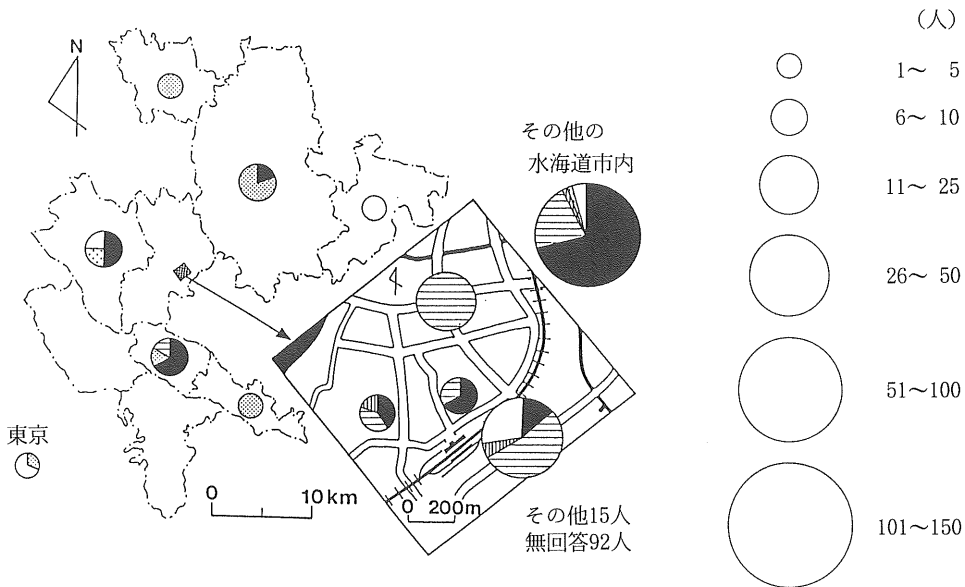 N
その他の
水海道市内
東京
0 10km
0 200m
その他15人
無回答92人
(人)
1～ 5
6～ 10
11～ 25
26～ 50
51～100
101～150